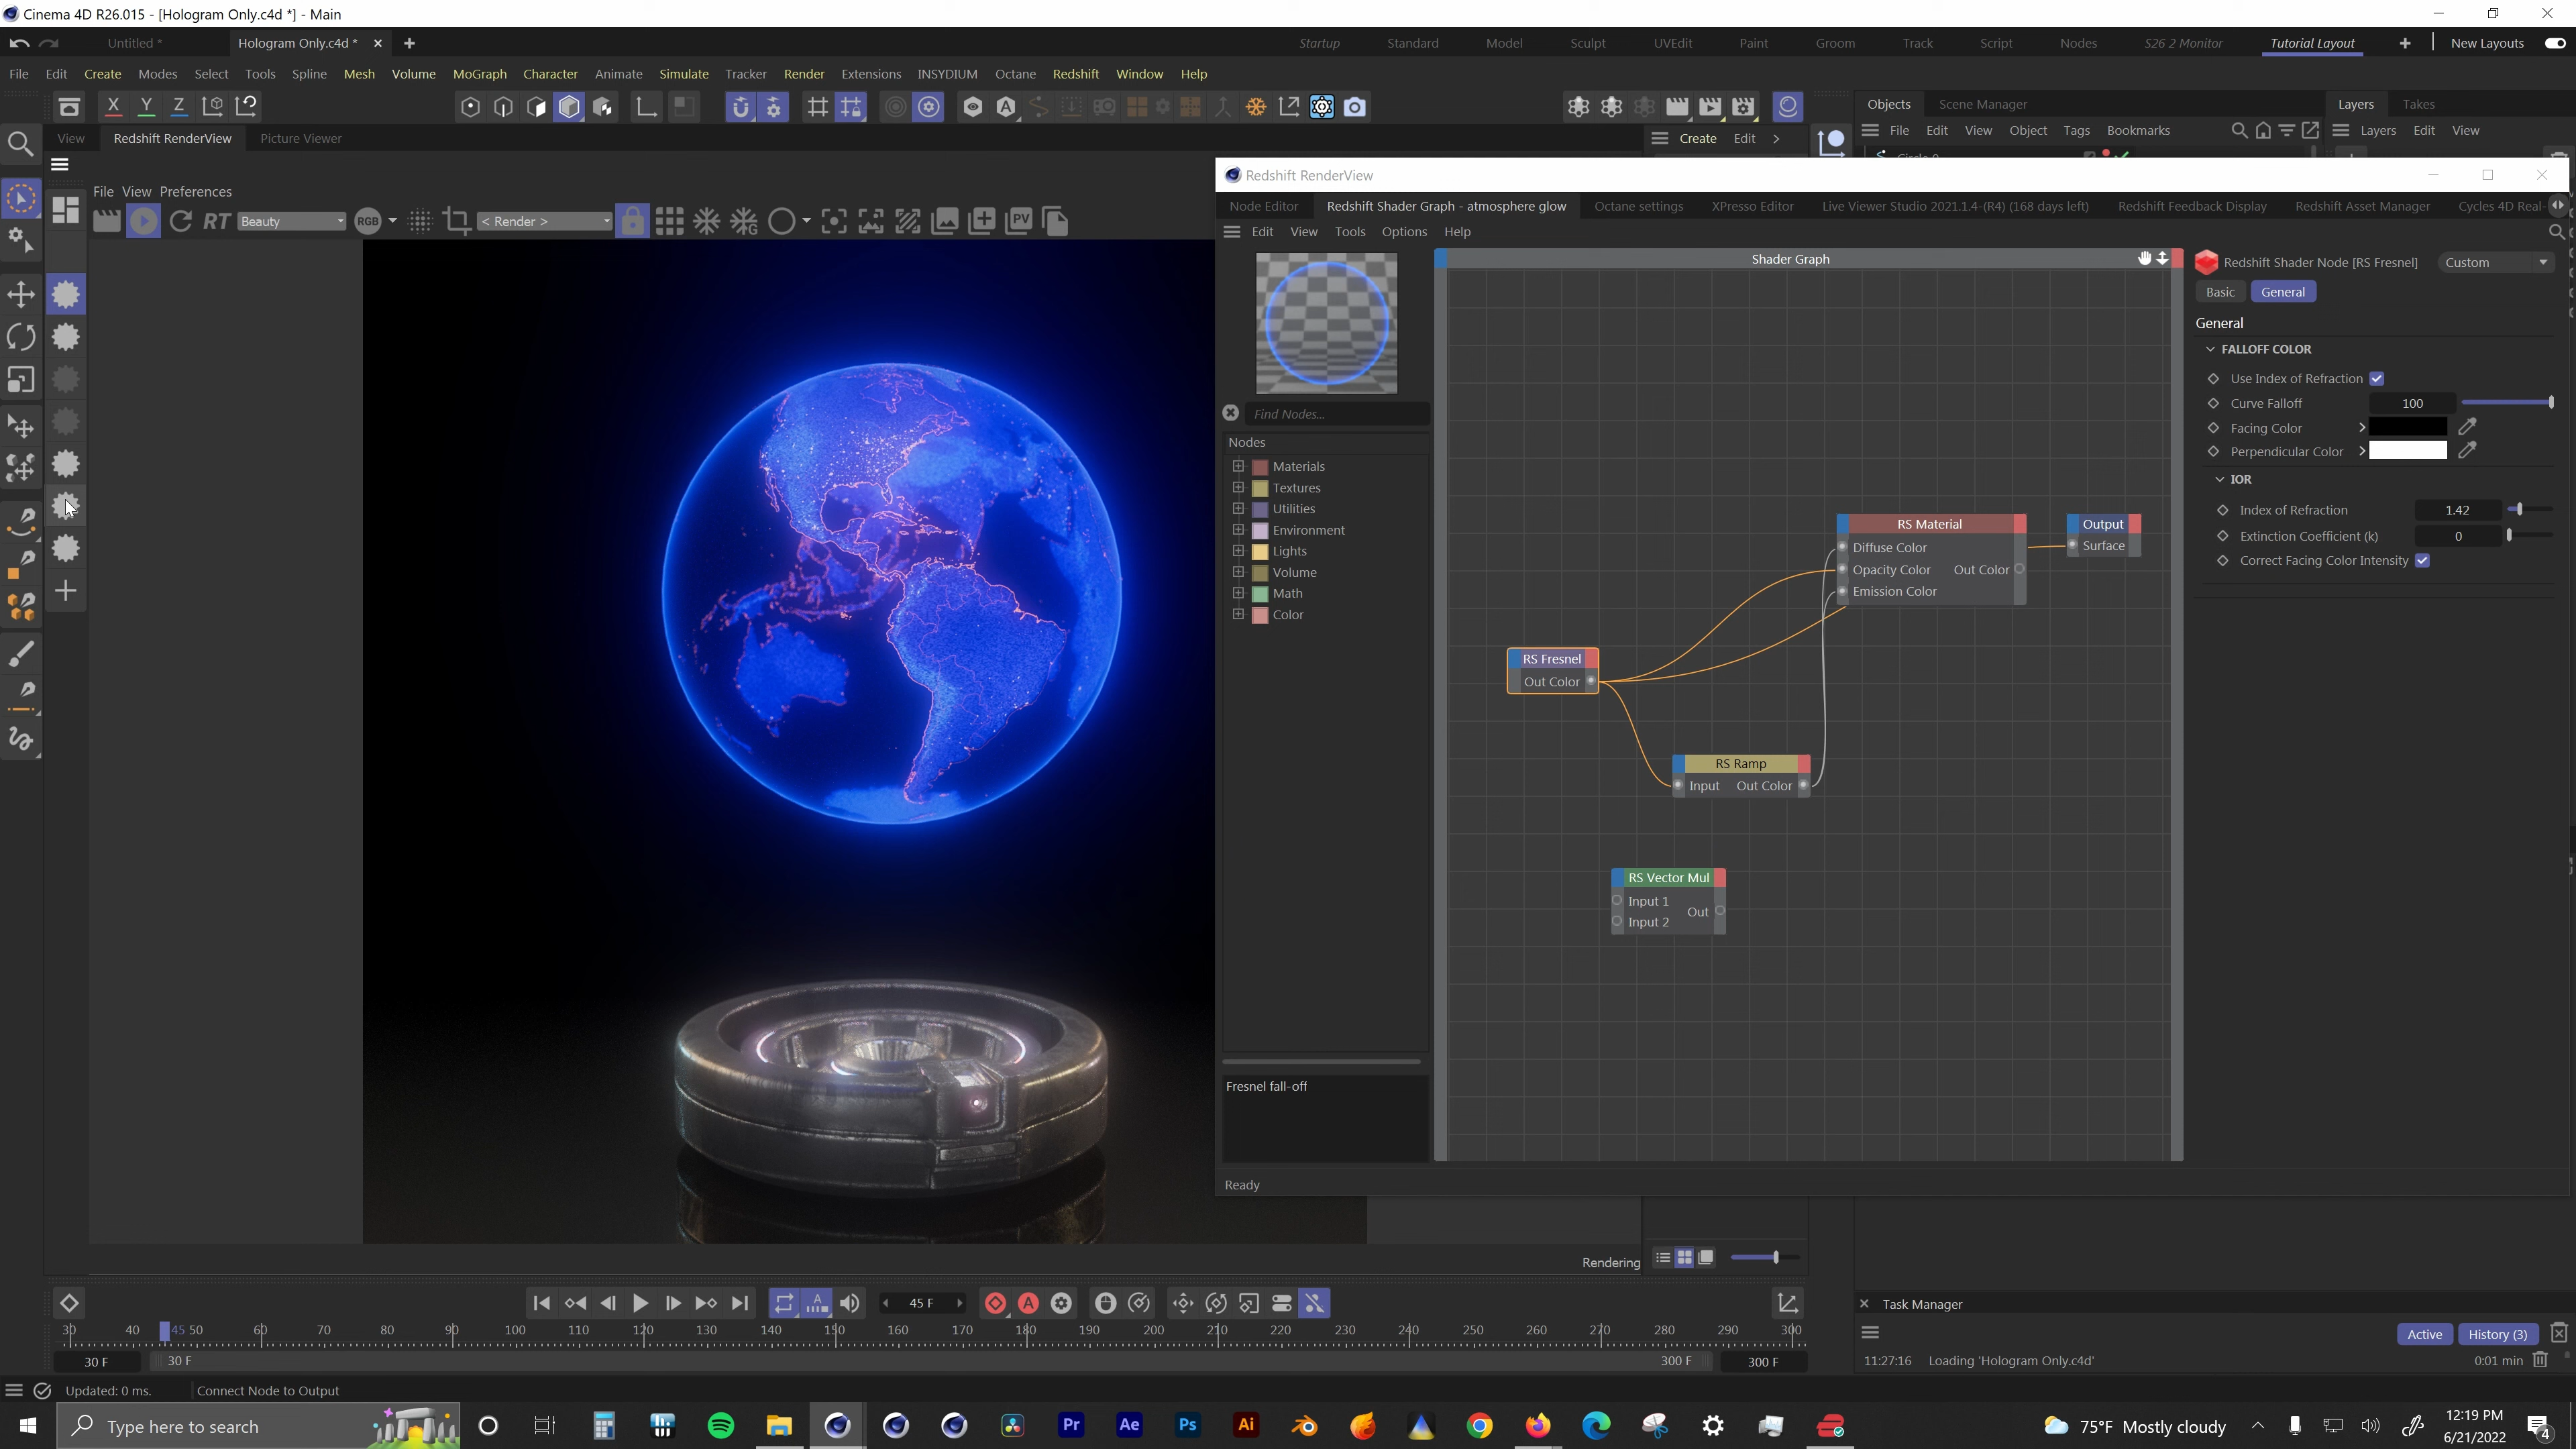 Cinema 4D R26.015 - [Hologram Only.c4d *] - Main
Untitled *
Hologram Only.c4d *
Startup Standard Model Sculpt UVEdit Paint Groom Track Script Nodes S26 2 Monitor Tutorial Layout New Layouts
File Edit Create Modes Select Tools Spline Mesh Volume MoGraph Character Animate Simulate Tracker Render Extensions INSYDIUM Octane Redshift Window Help
X Y Z
Objects Scene Manager
Layers Takes
View Redshift RenderView Picture Viewer
Create Edit
File Edit View Object Tags Bookmarks
Layers Edit View
File View Preferences
RT Beauty RGB < Render > PV
Redshift RenderView
Node Editor Redshift Shader Graph - atmosphere glow Octane settings XPresso Editor Live Viewer Studio 2021.1.4-(R4) (168 days left) Redshift Feedback Display Redshift Asset Manager Cycles 4D Real-
Edit View Tools Options Help
Find Nodes...
Nodes
Materials
Textures
Utilities
Environment
Lights
Volume
Math
Color
Fresnel fall-off
Ready
Shader Graph
RS Material
Diffuse Color
Opacity Color Out Color
Emission Color
Output
Surface
RS Fresnel
Out Color
RS Ramp
Input Out Color
RS Vector Mul
Input 1
Out
Input 2
Redshift Shader Node [RS Fresnel]
Custom
Basic General
General
FALLOFF COLOR
Use Index of Refraction
Curve Falloff 100
Facing Color
Perpendicular Color
IOR
Index of Refraction 1.42
Extinction Coefficient (k) 0
Correct Facing Color Intensity
Rendering
45 F
30 40 45 50 60 70 80 90 100 110 120 130 140 150 160 170 180 190 200 210 220 230 240 250 260 270 280 290 300
30 F 30 F 300 F 300 F
Task Manager
Active History (3)
11:27:16 Loading 'Hologram Only.c4d' 0:01 min
Updated: 0 ms. Connect Node to Output
Type here to search
Pr Ae Ps Ai
75°F Mostly cloudy
12:19 PM
6/21/2022
4